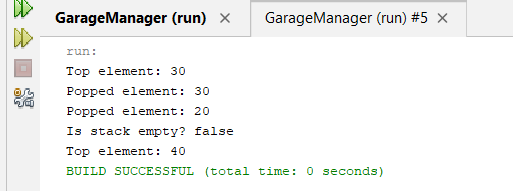 GarageManager (run) ×
GarageManager (run) #5 ×
run:
Top element: 30
Popped element: 30
Popped element: 20
Is stack empty? false
Top element: 40
BUILD SUCCESSFUL (total time: 0 seconds)